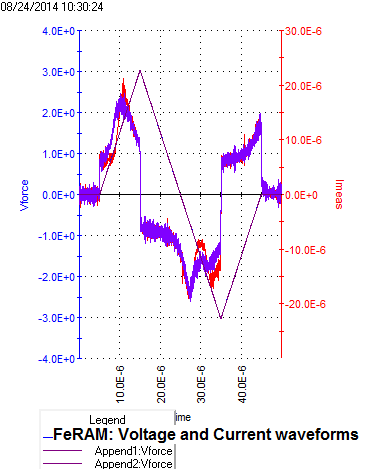 08/24/2014 10:30:24
4.0E+0
30.0E-6
3.0E+0
2.0E+0
20.0E-6
1.0E+0
10.0E-6
Vforce
0.0E+0
0.0E+0
Imeas
-1.0E+0
-10.0E-6
-2.0E+0
-20.0E-6
-3.0E+0
-4.0E+0
10.0E-6
20.0E-6
30.0E-6
40.0E-6
Legend
ime
FeRAM: Voltage and Current waveforms
Append1:Vforce
Append2:Vforce